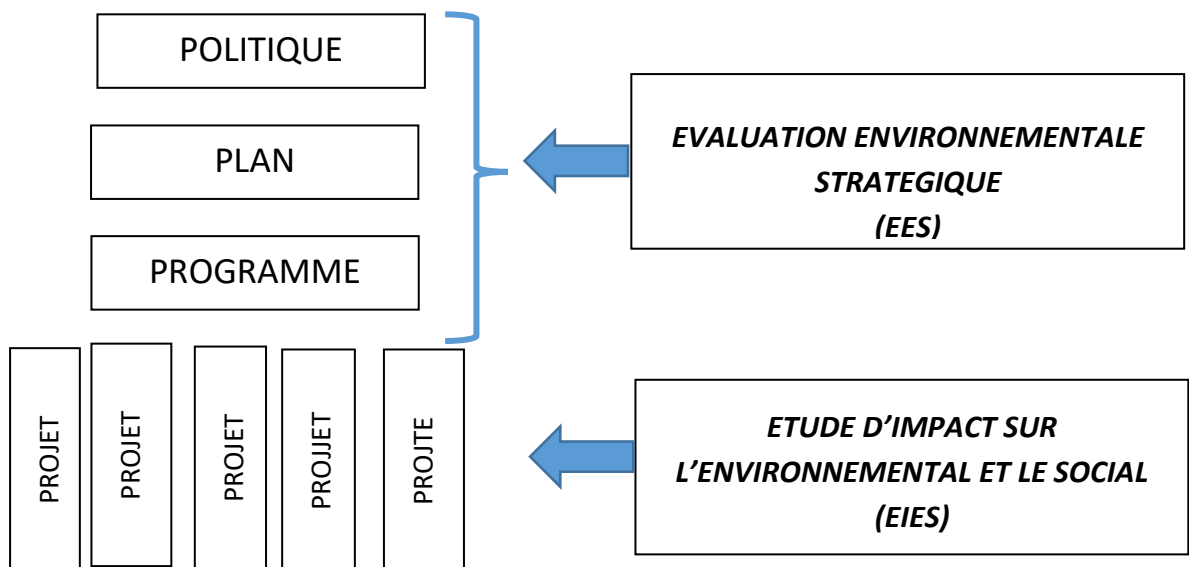 POLITIQUE
PLAN
PROGRAMME
EVALUATION ENVIRONNEMENTALE
STRATEGIQUE
(EES)
PROJET
PROJET
PROJET
PROJJET
PROJTE
ETUDE D’IMPACT SUR
L’ENVIRONNEMENTAL ET LE SOCIAL
(EIES)